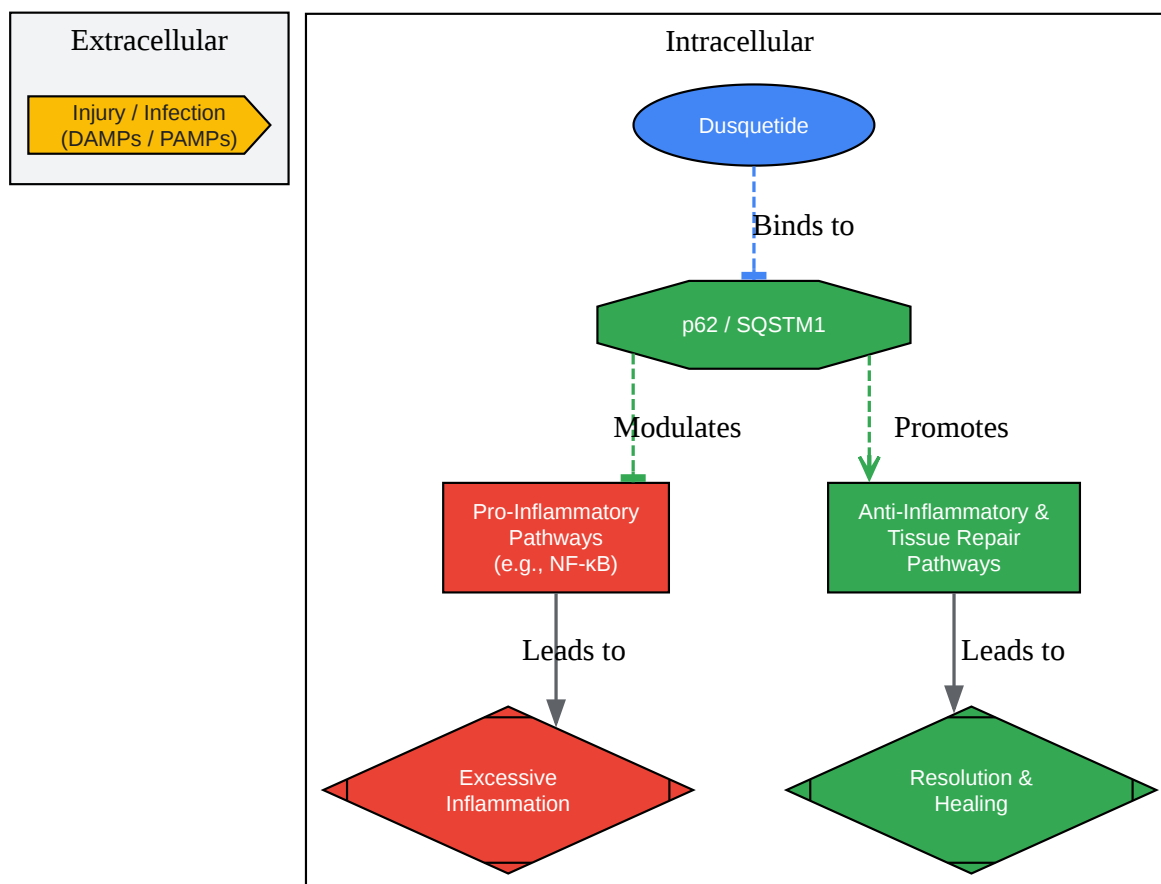 Extracellular
Injury / Infection
(DAMPs / PAMPs)
Intracellular
Dusquetide
Binds to
p62 / SQSTM1
Modulates
Promotes
Pro-Inflammatory
Pathways
(e.g., NF-κB)
Anti-Inflammatory &
Tissue Repair
Pathways
Leads to
Leads to
Excessive
Inflammation
Resolution &
Healing